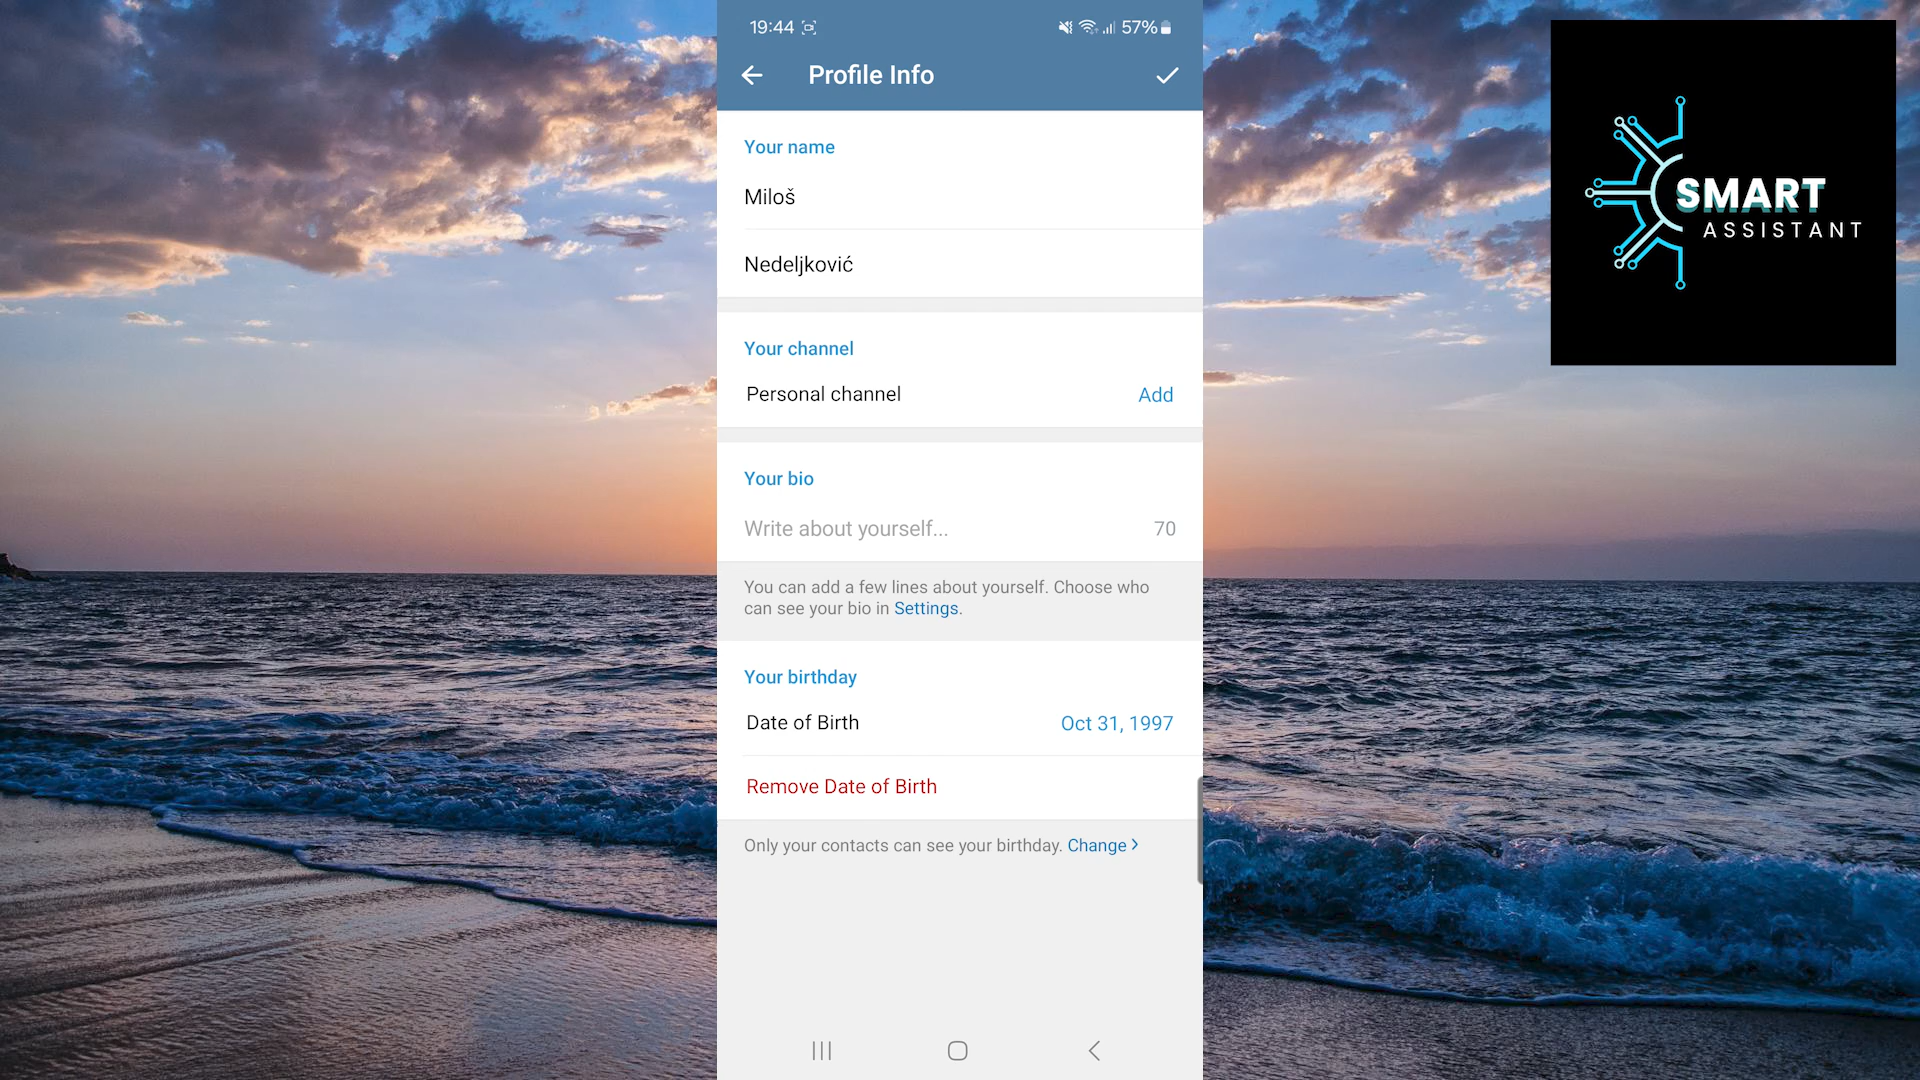 19:44
57%
Profile Info
Your name
Miloš
Nedeljković
Your channel
Personal channel
Add
Your bio
Write about yourself...
70
You can add a few lines about yourself. Choose who
can see your bio in Settings.
Your birthday
Date of Birth
Oct 31, 1997
Remove Date of Birth
Only your contacts can see your birthday. Change >
SMART
ASSISTANT